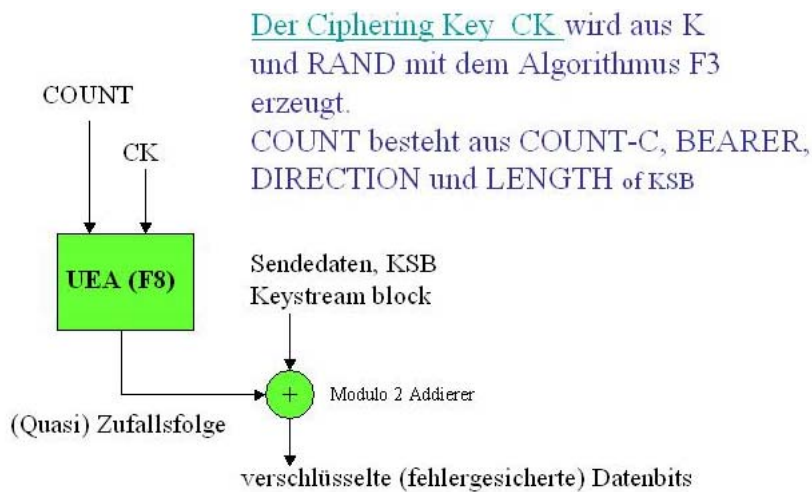 Der Ciphering Key CK wird aus K
und RAND mit dem Algorithmus F3
erzeugt.
COUNT besteht aus COUNT-C, BEARER,
DIRECTION und LENGTH of KSB
COUNT
CK
UEA (F8)
Sendedaten, KSB
Keystream block
+
Modulo 2 Addierer
(Quasi) Zufallsfolge
verschlüsselte (fehlergesicherte) Datenbits